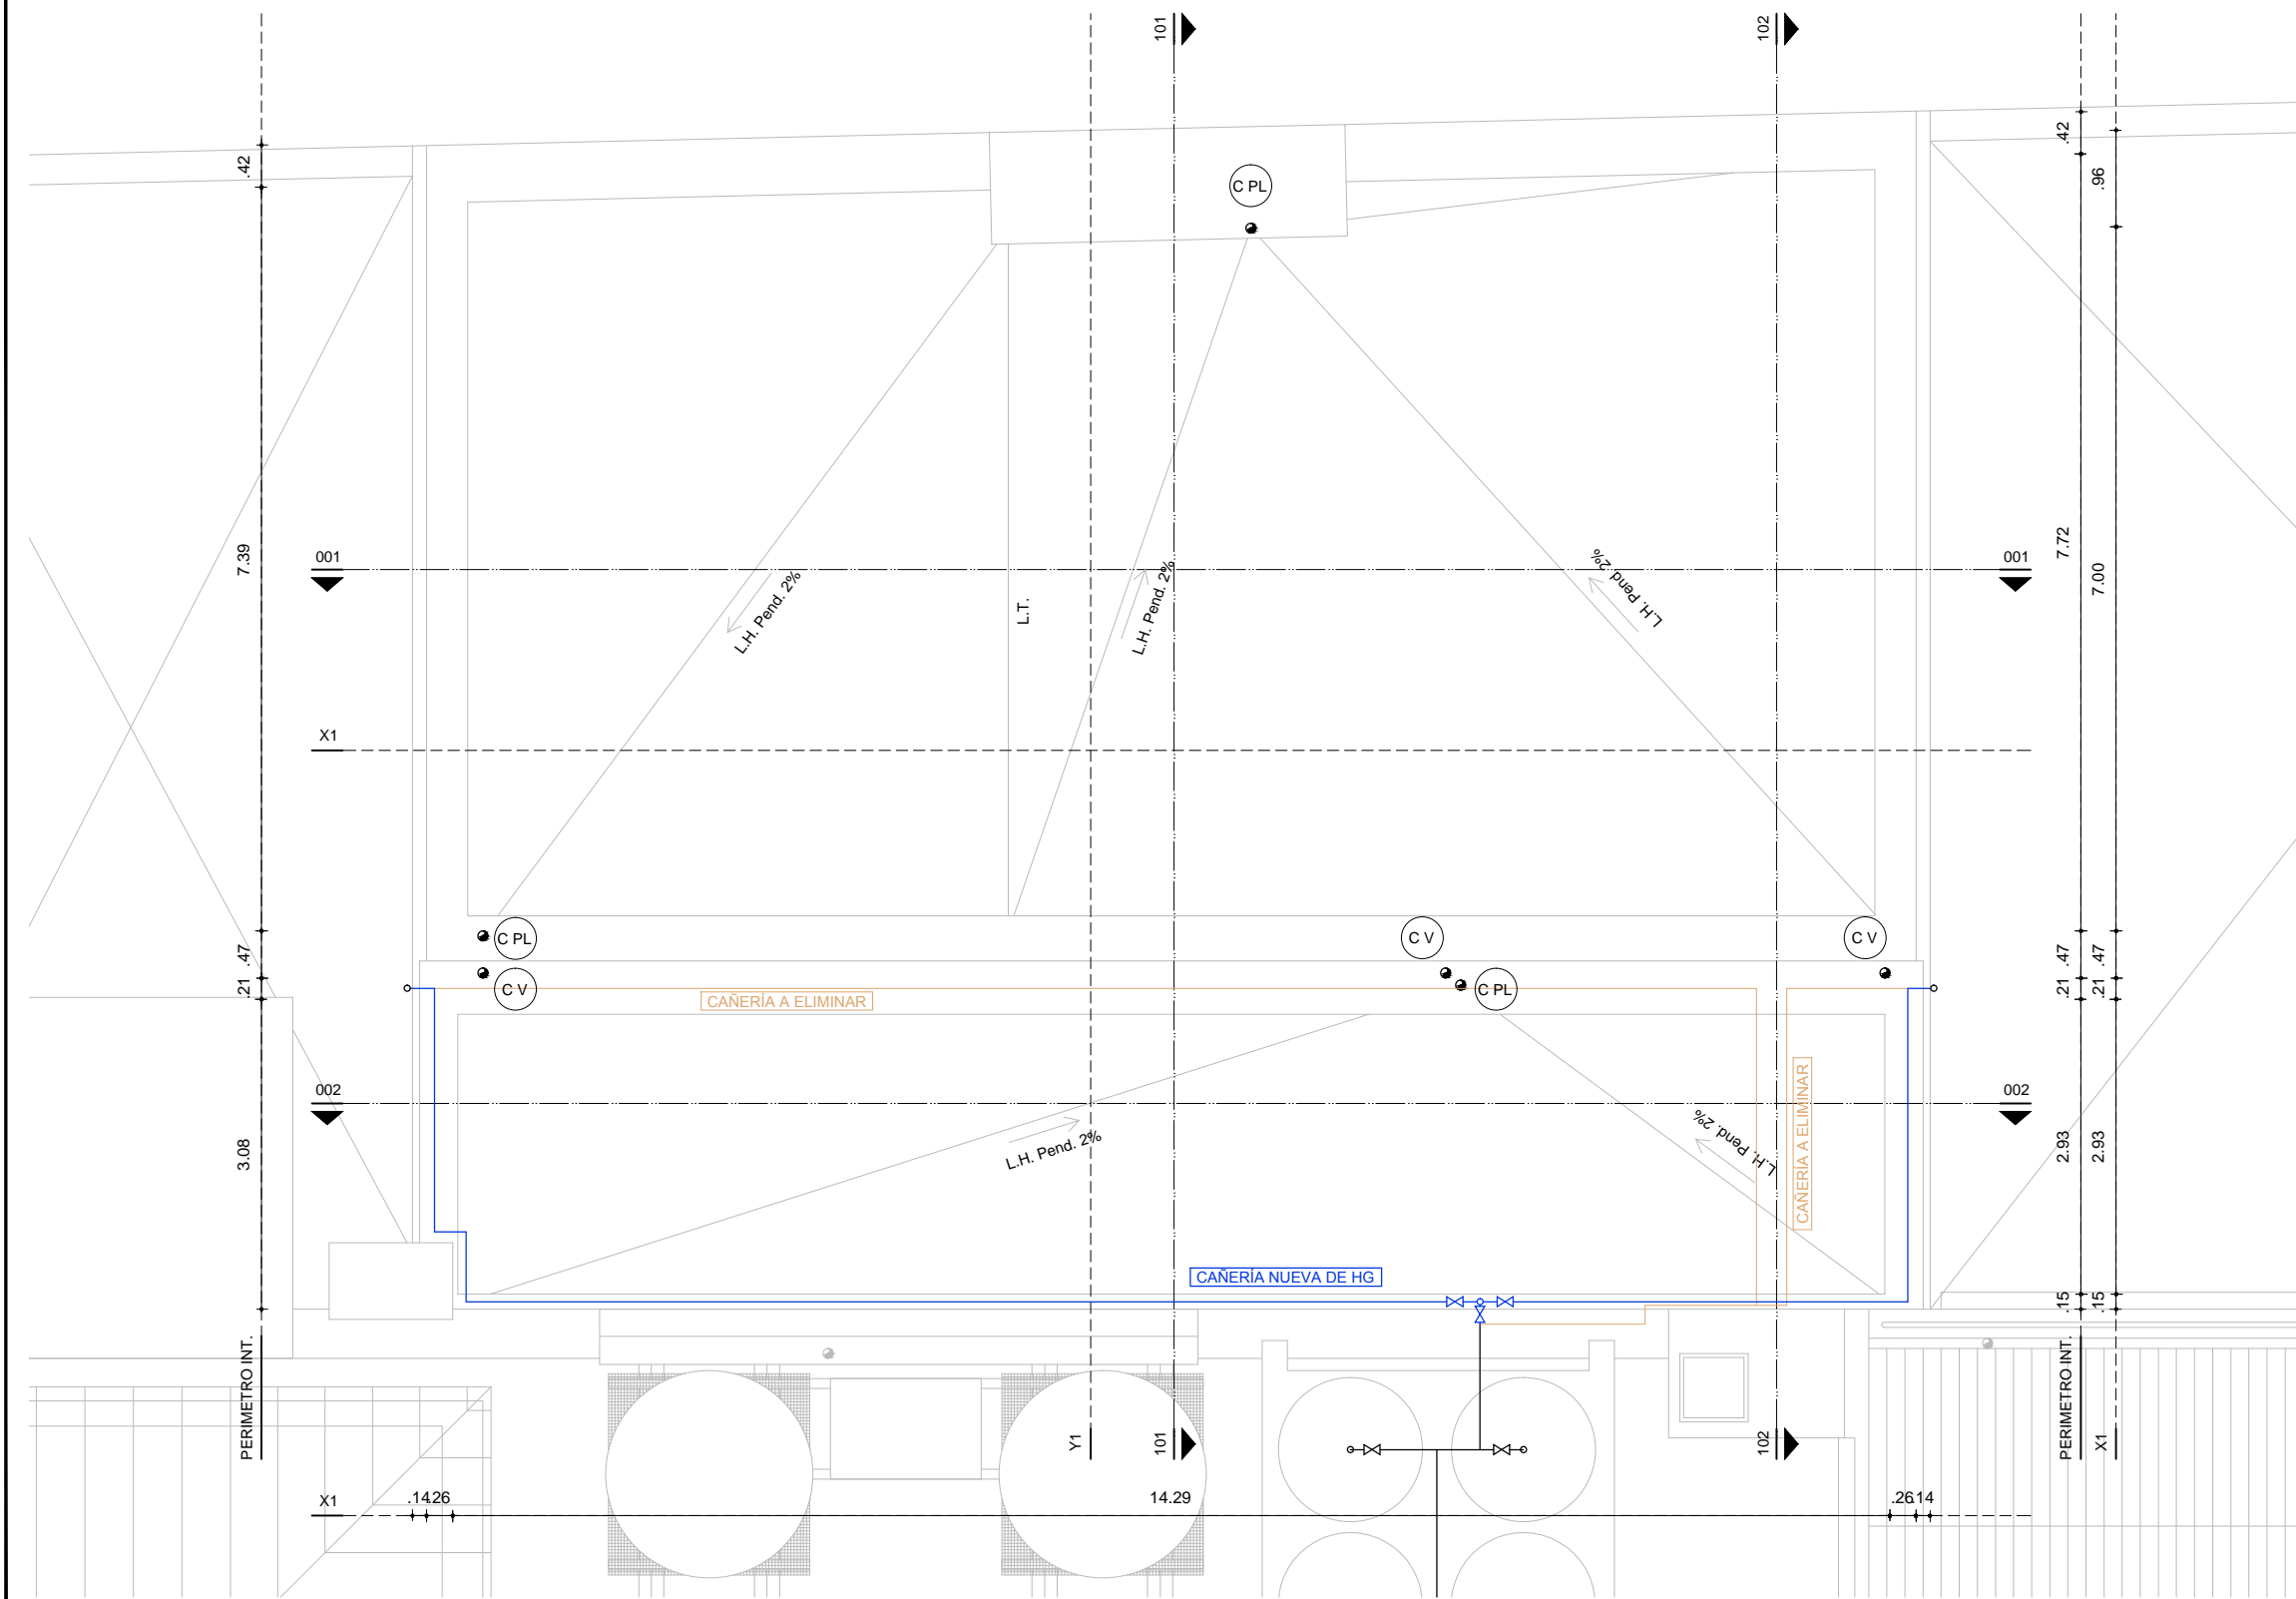 101
102
.42
.42
.96
C PL
7.39
001
001
7.72
7.00
L.H. Pend. 2%
L.T.
L.H. Pend. 2%
L.H. Pend. 2%
X1
.47
C PL
C V
C V
.47
.47
.21
C V
CAÑERÍA A ELIMINAR
C PL
.21
.21
002
002
3.08
L.H. Pend. 2%
L.H. Pend. 2%
CAÑERÍA A ELIMINAR
2.93
2.93
CAÑERÍA NUEVA DE HG
.15
.15
PERIMETRO INT.
Y1
101
102
PERIMETRO INT.
X1
X1
.14
.26
14.29
.26
.14